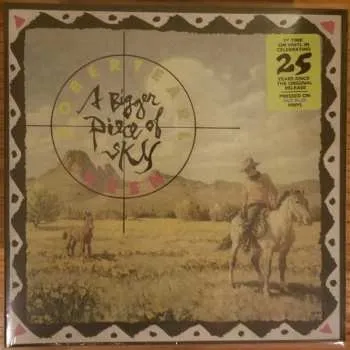 1ST TIME
ON VINYL IN
CELEBRATING
25
YEARS SINCE
THE ORIGINAL
RELEASE
PRESSED ON
VINYL
ROBERT EARL
KEEN
A Bigger
Piece of
SKY